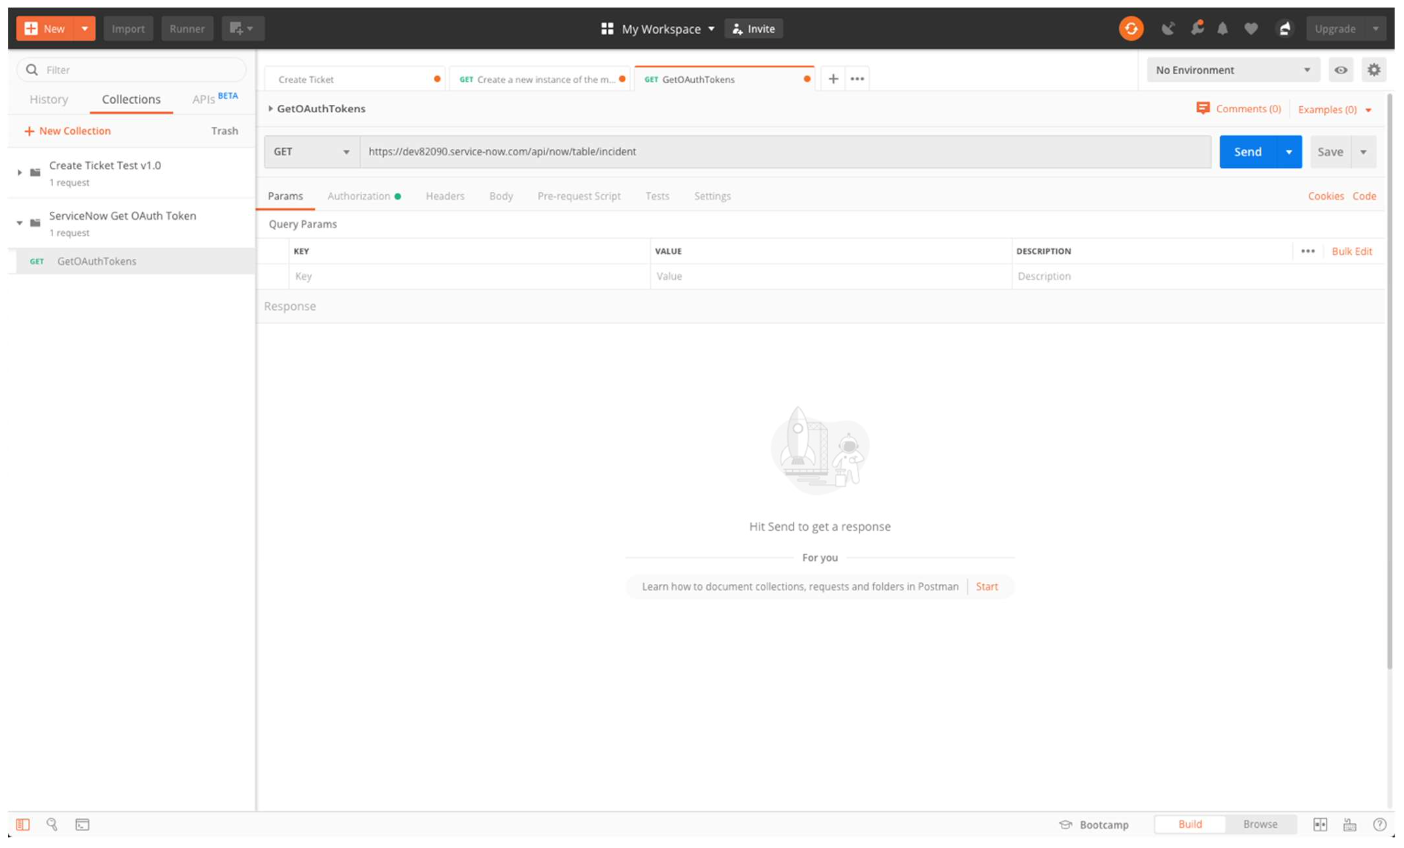 New Import Runner My Workspace Invite Upgrade
Filter
History Collections APIs BETA
New Collection Trash
Create Ticket Test v1.0
1 request
ServiceNow Get OAuth Token
1 request
GET GetOAuthTokens
Create Ticket GET Create a new instance of the m... GET GetOAuthTokens
No Environment
GetOAuthTokens Comments (0) Examples (0)
GET https://dev82090.service-now.com/api/now/table/incident Send Save
Params Authorization Headers Body Pre-request Script Tests Settings Cookies Code
Query Params
KEY VALUE DESCRIPTION Bulk Edit
Key Value Description
Response
Hit Send to get a response
For you
Learn how to document collections, requests and folders in Postman Start
Bootcamp Build Browse